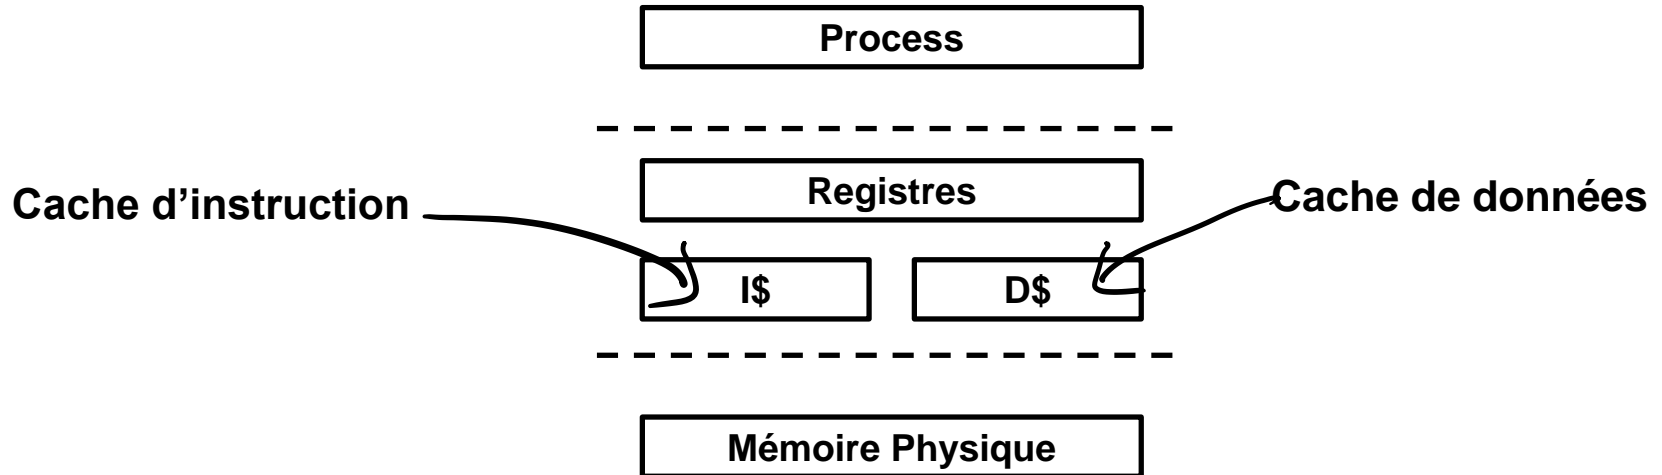 Process
Registres
Cache d’instruction
Cache de données
I$
D$
Mémoire Physique